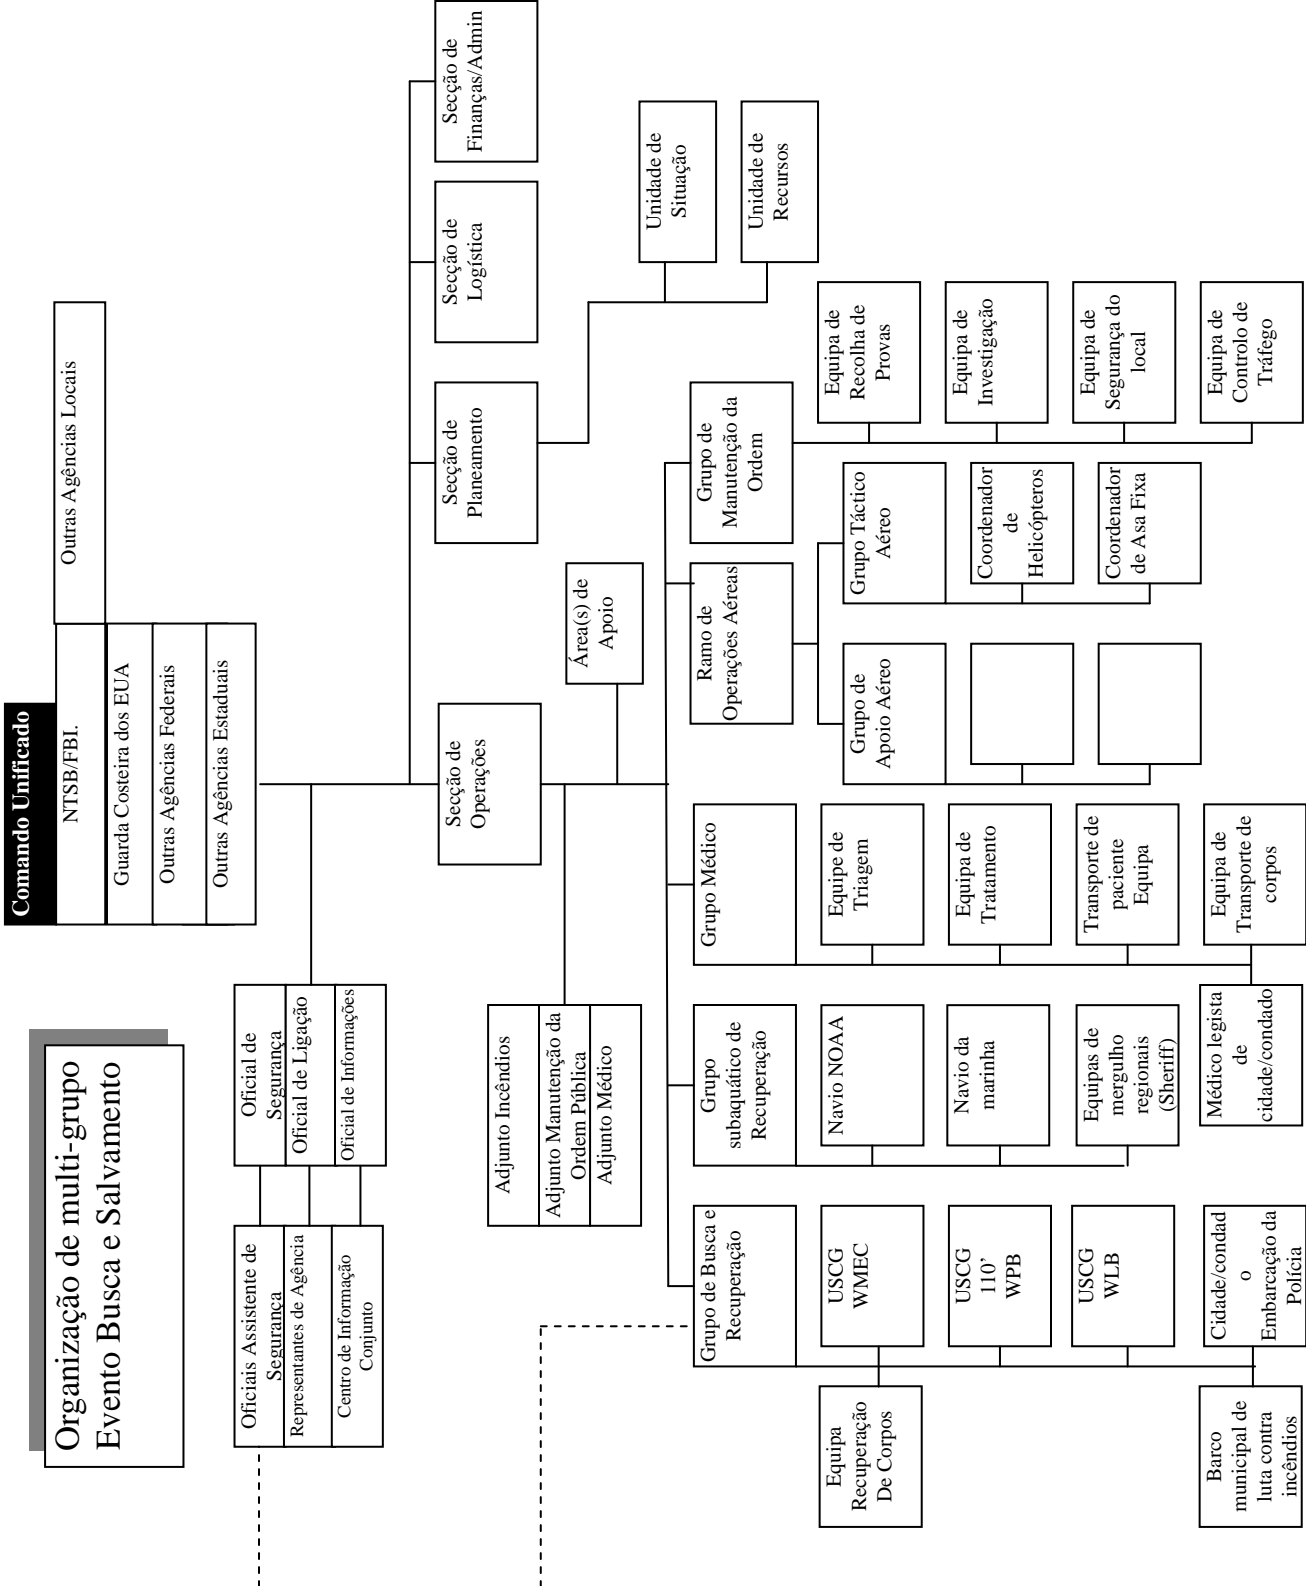 Organização de multi-grupo
Evento Busca e Salvamento
Comando Unificado
NTSB/FBI.
Outras Agências Locais
Guarda Costeira dos EUA
Outras Agências Federais
Outras Agências Estaduais
Oficiais Assistente de
Segurança
Representantes de Agência
Centro de Informação
Conjunto
Oficial de
Segurança
Oficial de Ligação
Oficial de Informações
Secção de
Operações
Secção de
Planeamento
Secção de
Logística
Secção de
Finanças/Admin
Adjunto Incêndios
Adjunto Manutenção da
Ordem Pública
Adjunto Médico
Área(s) de
Apoio
Unidade de
Situação
Unidade de
Recursos
Grupo de Busca e
Recuperação
Grupo
subaquático de
Recuperação
Grupo Médico
Ramo de
Operações Aéreas
Grupo de
Manutenção da
Ordem
Equipa
Recuperação
De Corpos
USCG
WMEC
USCG
110’
WPB
USCG
WLB
Cidade/condad
o
Embarcação da
Polícia
Barco
municipal de
luta contra
incêndios
Navio NOAA
Navio da
marinha
Equipas de
mergulho
regionais
(Sheriff)
Equipe de
Triagem
Equipa de
Tratamento
Transporte de
paciente
Equipa
Equipa de
Transporte de
corpos
Médico legista
de
cidade/condado
Grupo de
Apoio Aéreo
Grupo Táctico
Aéreo
Coordenador
de
Helicópteros
Coordenador
de Asa Fixa
Equipa de
Recolha de
Provas
Equipa de
Investigação
Equipa de
Segurança do
local
Equipa de
Controlo de
Tráfego